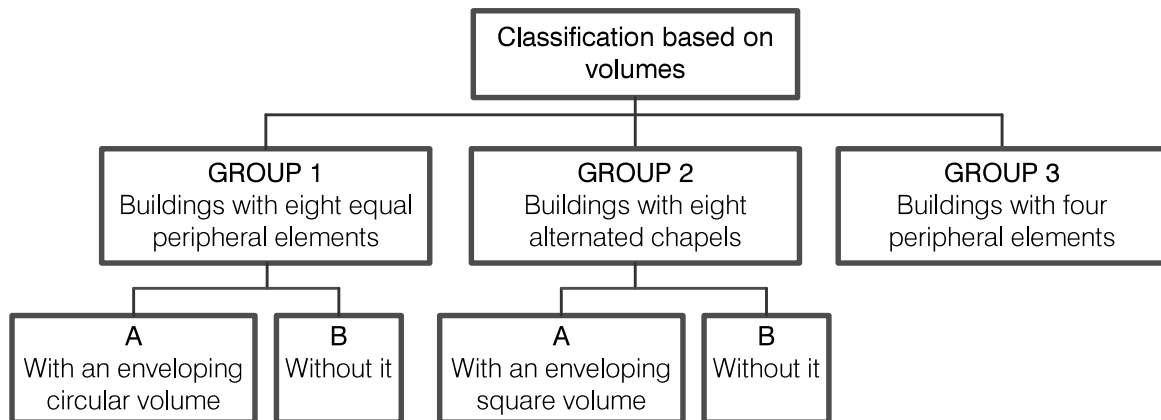 Classification based on
volumes
GROUP 1
Buildings with eight equal
peripheral elements
GROUP 2
Buildings with eight
alternated chapels
GROUP 3
Buildings with four
peripheral elements
A
With an enveloping
circular volume
B
Without it
A
With an enveloping
square volume
B
Without it